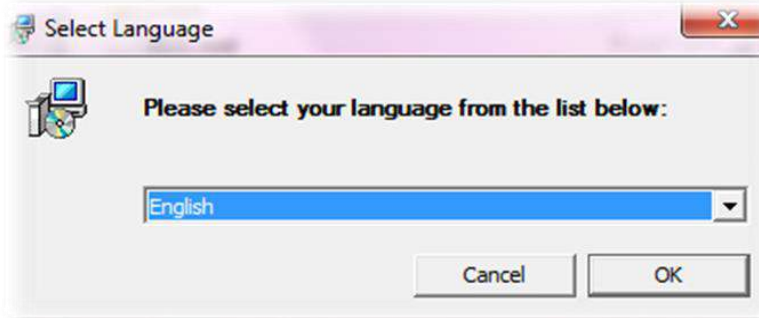 Select Language
Please select your language from the list below:
English
Cancel
OK